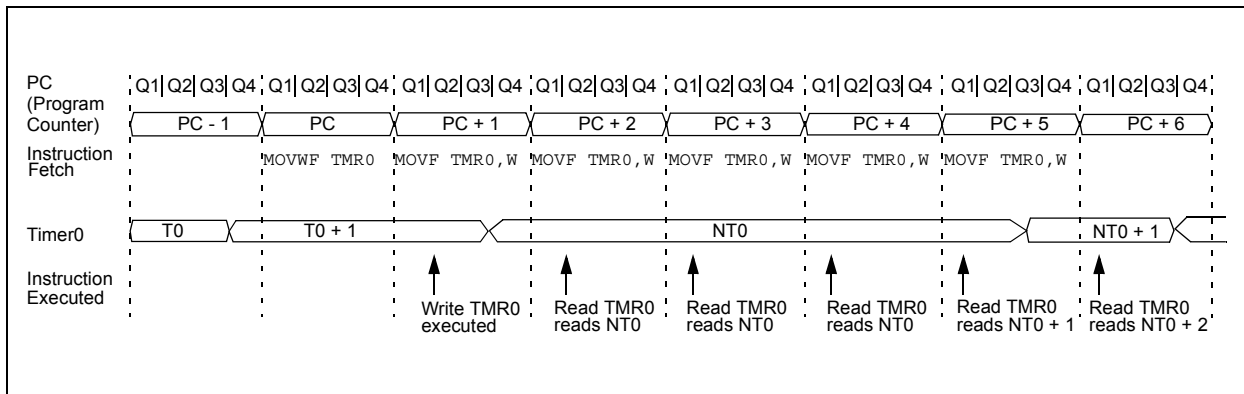 PC
(Program
Counter)
Q1 Q2 Q3 Q4 Q1 Q2 Q3 Q4 Q1 Q2 Q3 Q4 Q1 Q2 Q3 Q4 Q1 Q2 Q3 Q4 Q1 Q2 Q3 Q4 Q1 Q2 Q3 Q4 Q1 Q2 Q3 Q4
PC - 1 PC PC + 1 PC + 2 PC + 3 PC + 4 PC + 5 PC + 6
Instruction
Fetch
MOVWF TMR0 MOVF TMR0,W MOVF TMR0,W MOVF TMR0,W MOVF TMR0,W MOVF TMR0,W
Timer0
T0 T0 + 1 NT0 NT0 + 1
Instruction
Executed
Write TMR0
executed
Read TMR0
reads NT0
Read TMR0
reads NT0
Read TMR0
reads NT0
Read TMR0
reads NT0 + 1
Read TMR0
reads NT0 + 2